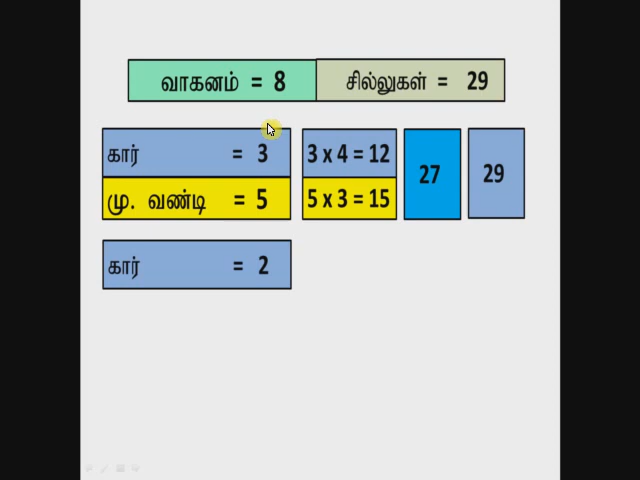 வாகனம் = 8 சில்லுகள் = 29
கார் = 3 3 x 4 = 12 27 29
மு. வண்டி = 5 5 x 3 = 15
கார் = 2